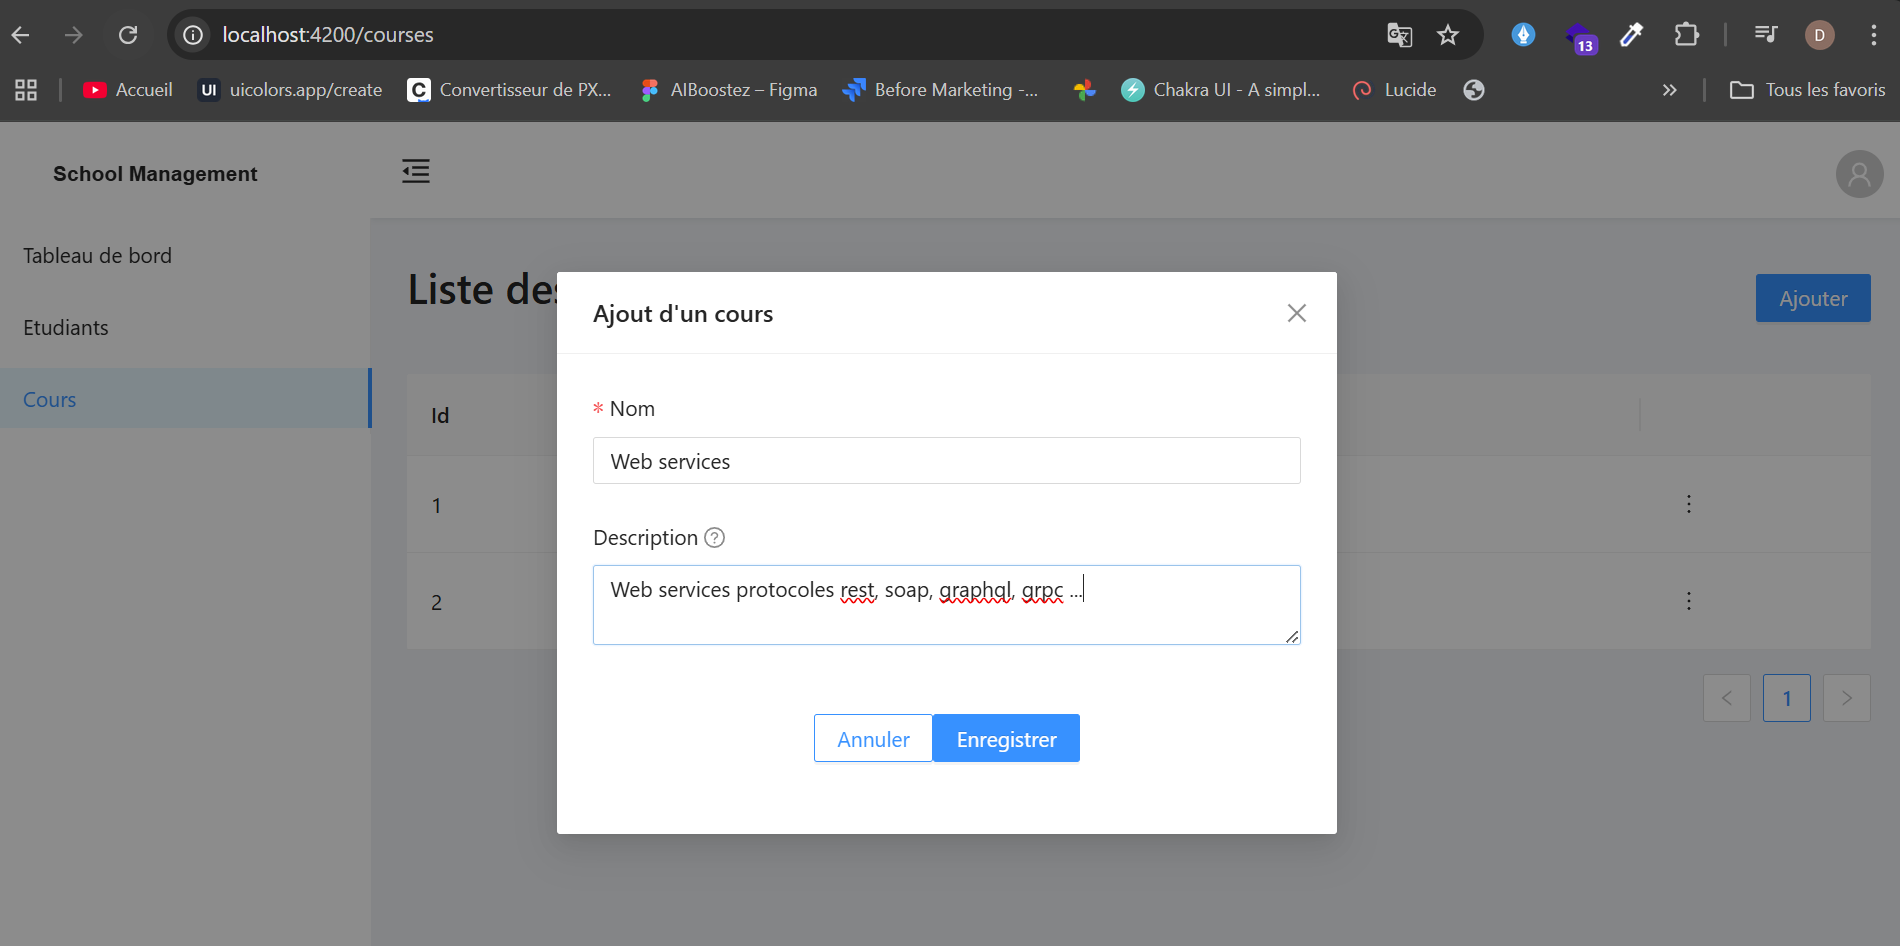 localhost:4200/courses
13
D
Accueil
UI uicolors.app/create
C Convertisseur de PX...
AIBoostez – Figma
Before Marketing -...
Chakra UI - A simpl...
Lucide
Tous les favoris
School Management
Tableau de bord
Etudiants
Cours
Liste des
Ajouter
Id
1
2
1
Ajout d'un cours
* Nom
Web services
Description
Web services protocoles rest, soap, graphql, grpc ...
Annuler
Enregistrer